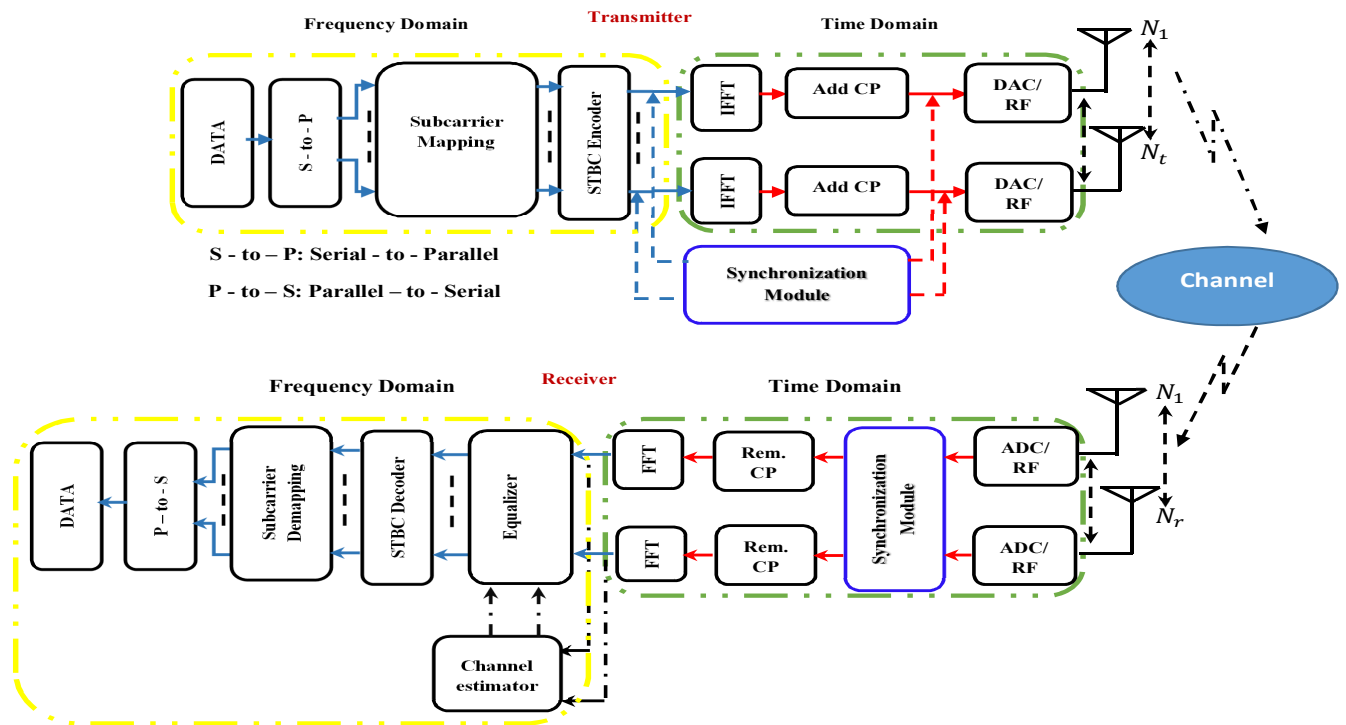 Frequency Domain
Transmitter
Time Domain
DATA
S - to - P
Subcarrier
Mapping
STBC Encoder
IFFT
Add CP
DAC/
RF
N₁
IFFT
Add CP
DAC/
RF
Nₜ
S - to – P: Serial - to - Parallel
P - to – S: Parallel – to - Serial
Synchronization
Module
Channel
Frequency Domain
Receiver
Time Domain
DATA
P – to - S
Subcarrier
Demapping
STBC Decoder
Equalizer
FFT
Rem.
CP
Synchronization
Module
ADC/
RF
N₁
FFT
Rem.
CP
ADC/
RF
Nᵣ
Channel
estimator